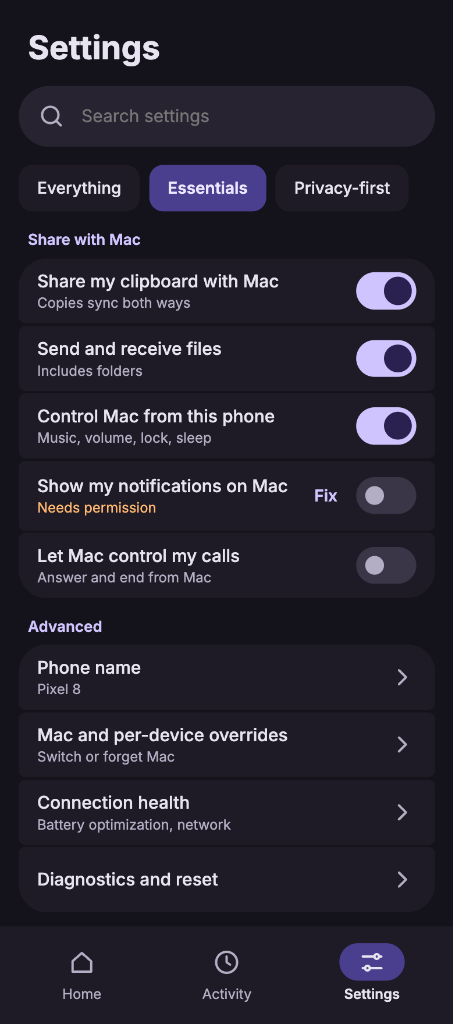 Settings
Search settings
Everything
Essentials
Privacy-first
Share with Mac
Share my clipboard with Mac
Copies sync both ways
Send and receive files
Includes folders
Control Mac from this phone
Music, volume, lock, sleep
Show my notifications on Mac
Needs permission
Fix
Let Mac control my calls
Answer and end from Mac
Advanced
Phone name
Pixel 8
Mac and per-device overrides
Switch or forget Mac
Connection health
Battery optimization, network
Diagnostics and reset
Home
Activity
Settings